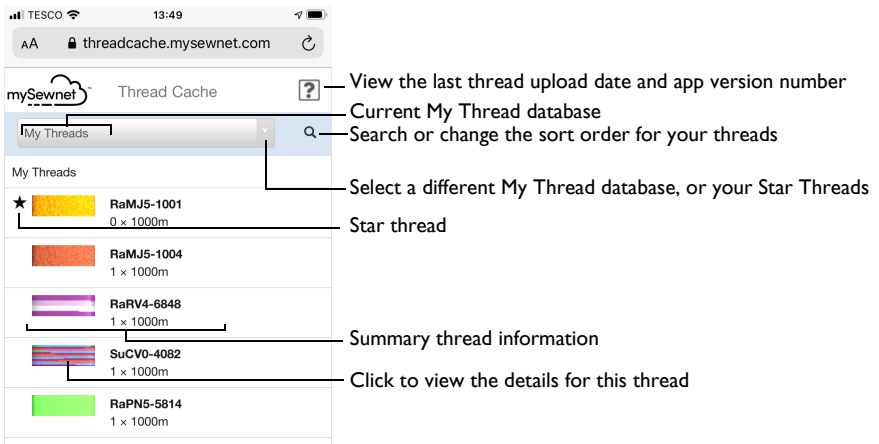 TESCO 13:49
AA threadcache.mysewnet.com
mySewnet™ Thread Cache ? View the last thread upload date and app version number
Current My Thread database
My Threads Search or change the sort order for your threads
My Threads
Select a different My Thread database, or your Star Threads
RaMJ5-1001
0 × 1000m Star thread
RaMJ5-1004
1 × 1000m
RaRV4-6848
1 × 1000m
Summary thread information
SuCV0-4082
1 × 1000m Click to view the details for this thread
RaPN5-5814
1 × 1000m